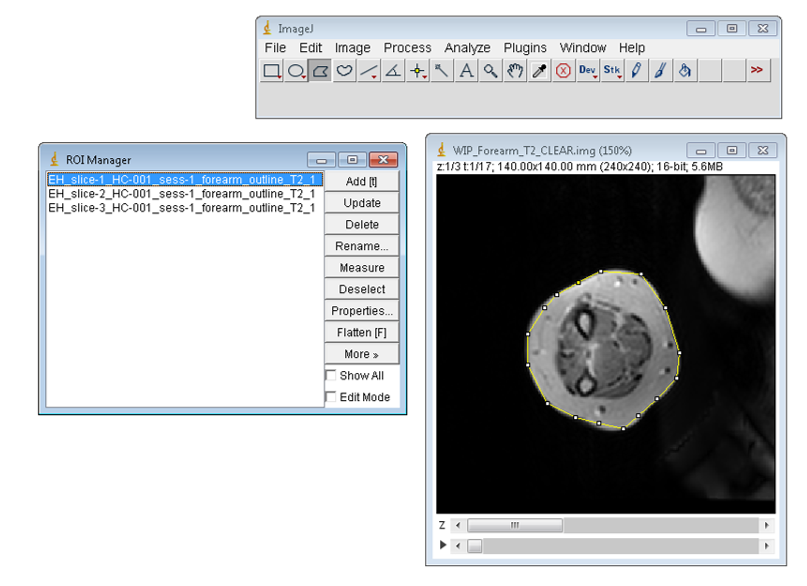 ImageJ
File Edit Image Process Analyze Plugins Window Help
A Dev Stk >>
ROI Manager
EH_slice-1_HC-001_sess-1_forearm_outline_T2_1
EH_slice-2_HC-001_sess-1_forearm_outline_T2_1
EH_slice-3_HC-001_sess-1_forearm_outline_T2_1
Add [t]
Update
Delete
Rename...
Measure
Deselect
Properties...
Flatten [F]
More »
Show All
Edit Mode
WIP_Forearm_T2_CLEAR.img (150%)
z:1/3 t:1/17; 140.00x140.00 mm (240x240); 16-bit; 5.6MB
Z